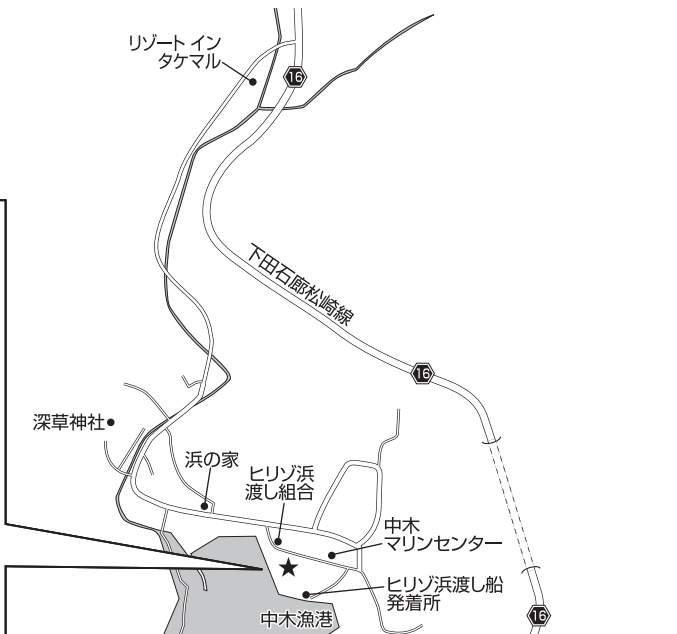 リゾート イン
タケマル
16
下田石廊松崎線
16
深草神社
浜の家
ヒリゾ浜
渡し組合
中木
マリンセンター
ヒリゾ浜渡し船
発着所
中木漁港
16